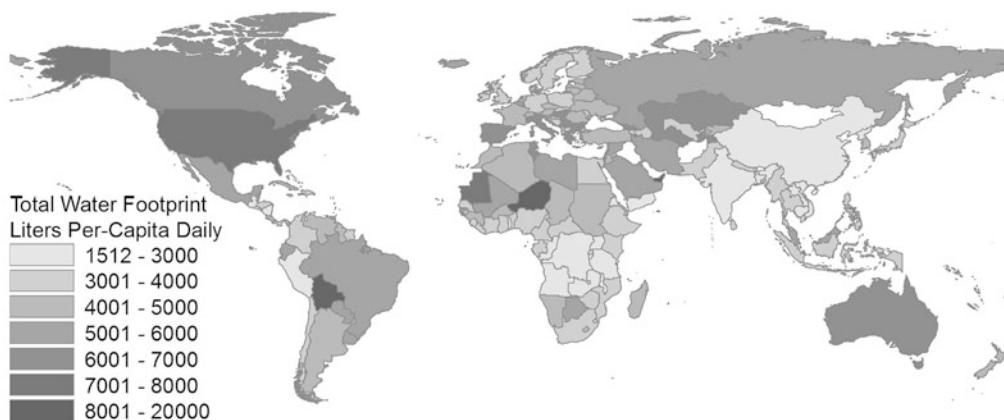 Total Water Footprint
Liters Per-Capita Daily
1512 - 3000
3001 - 4000
4001 - 5000
5001 - 6000
6001 - 7000
7001 - 8000
8001 - 20000